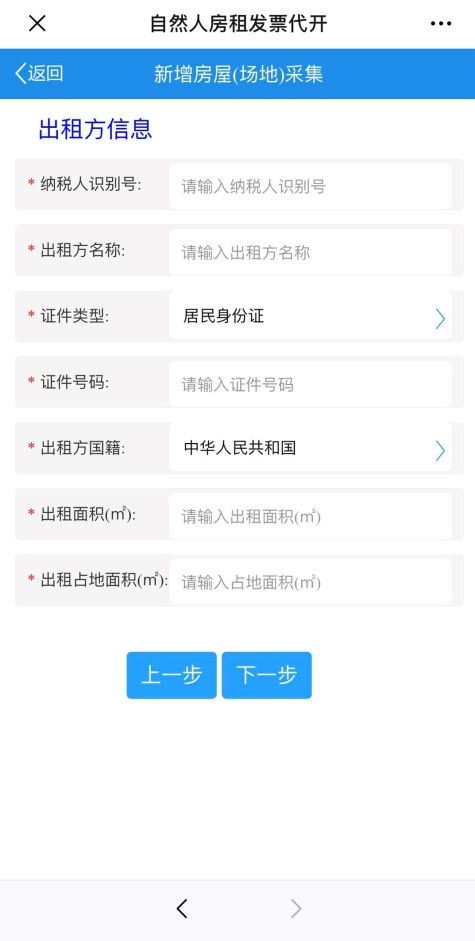 自然人房租发票代开
返回 新增房屋(场地)采集
出租方信息
* 纳税人识别号: 请输入纳税人识别号
* 出租方名称: 请输入出租方名称
* 证件类型: 居民身份证
* 证件号码: 请输入证件号码
* 出租方国籍: 中华人民共和国
* 出租面积(㎡): 请输入出租面积(㎡)
* 出租占地面积(㎡): 请输入占地面积(㎡)
上一步 下一步